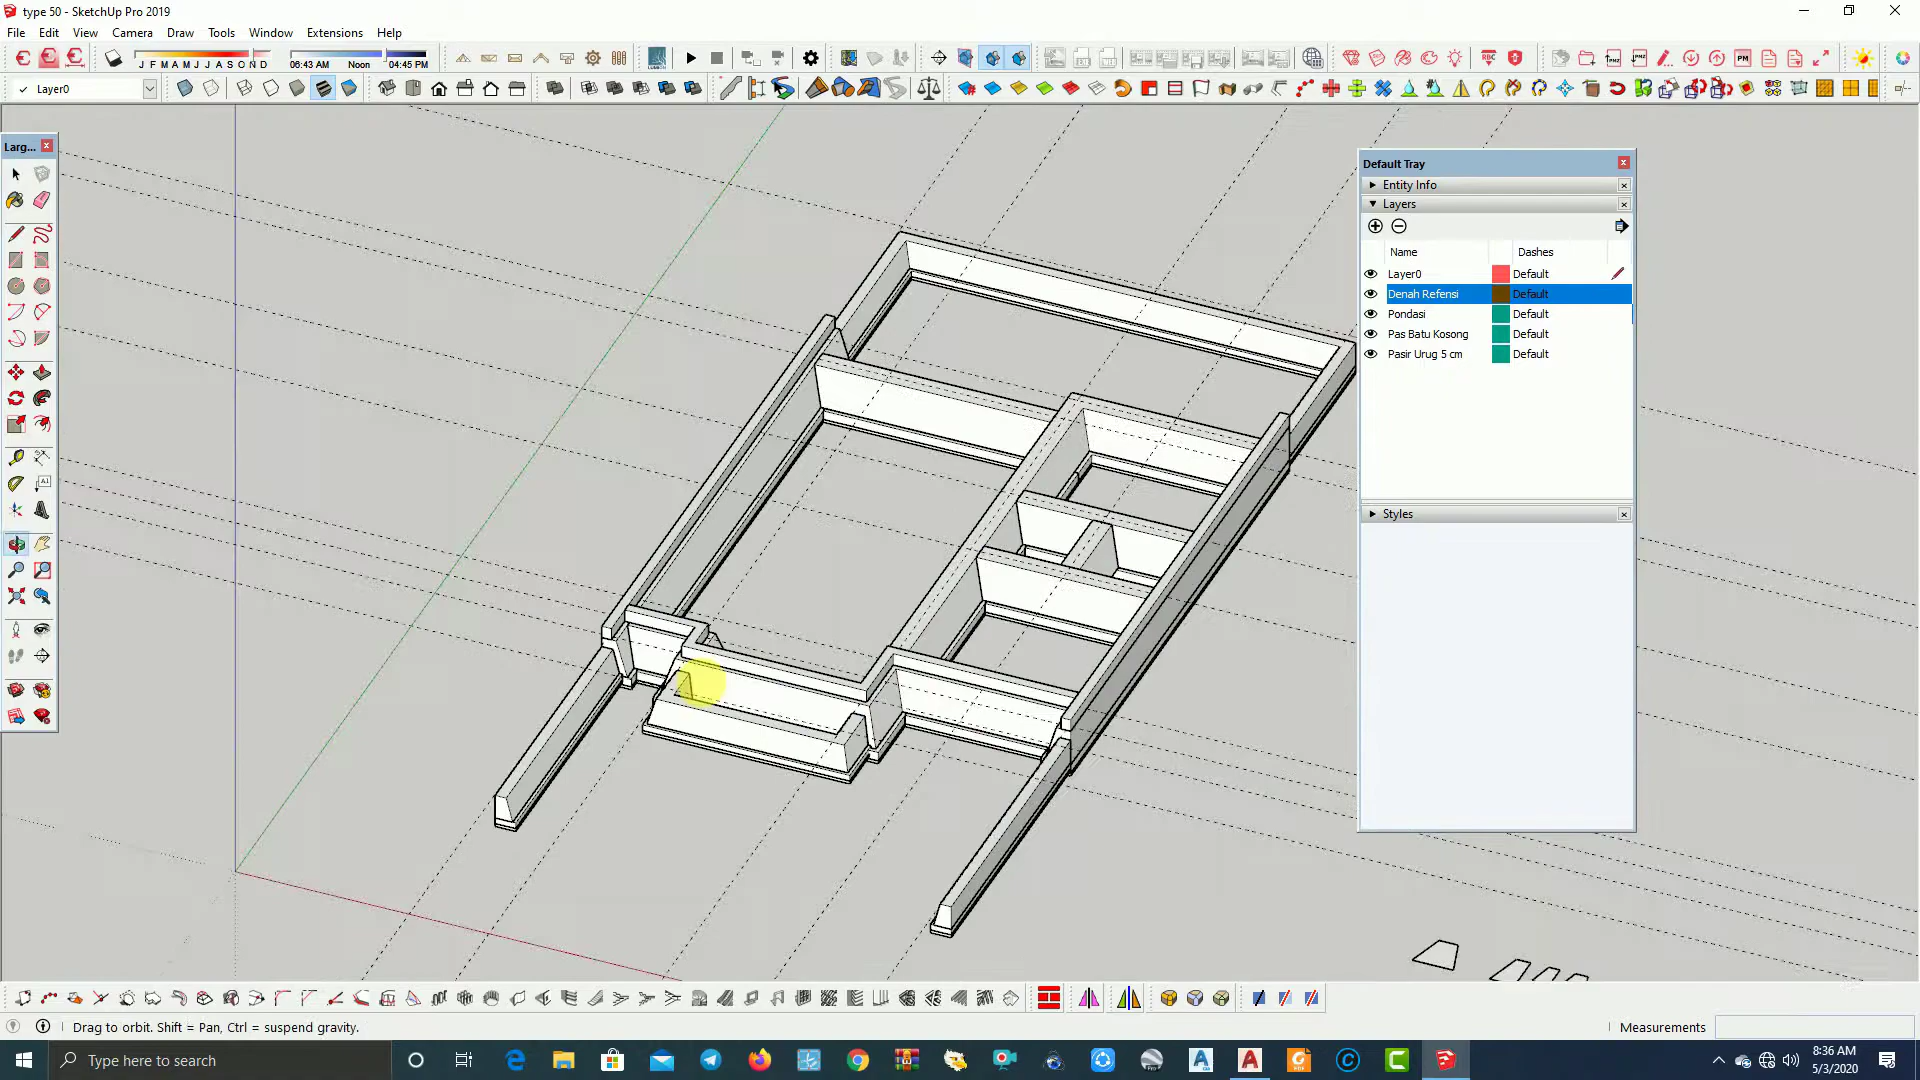 type 50 - SketchUp Pro 2019
File Edit View Camera Draw Tools Window Extensions Help
J F M A M J J A S O N D
06:43 AM Noon 04:45 PM
RBC
PM
Layer0
Larg...
A1
Default Tray
Entity Info
Layers
Name Dashes
Layer0 Default
Denah Refensi Default
Pondasi Default
Pas Batu Kosong Default
Pasir Urug 5 cm Default
Styles
Drag to orbit. Shift = Pan, Ctrl = suspend gravity.
Measurements
Type here to search
8:36 AM
5/3/2020